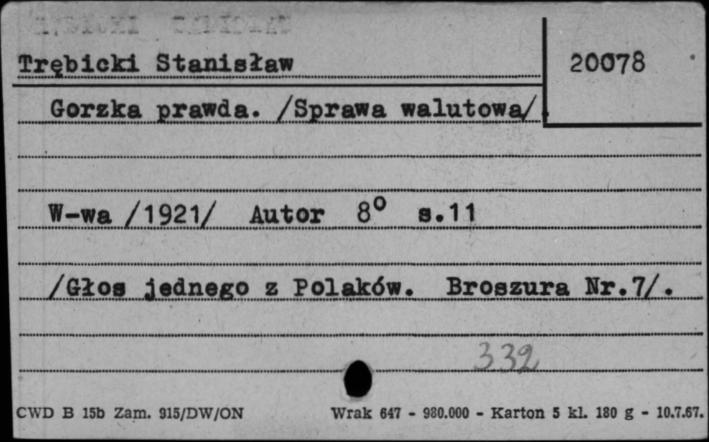 Trębicki Stanisław
20078
Gorzka prawda. /Sprawa walutowa/
W-wa /1921/ Autor 8° s.11
/Głos jednego z Polaków. Broszura Nr.7/.
332
CWD B 15b Zam. 915/DW/ON Wrak 647 - 980.000 - Karton 5 kl. 180 g - 10.7.67.